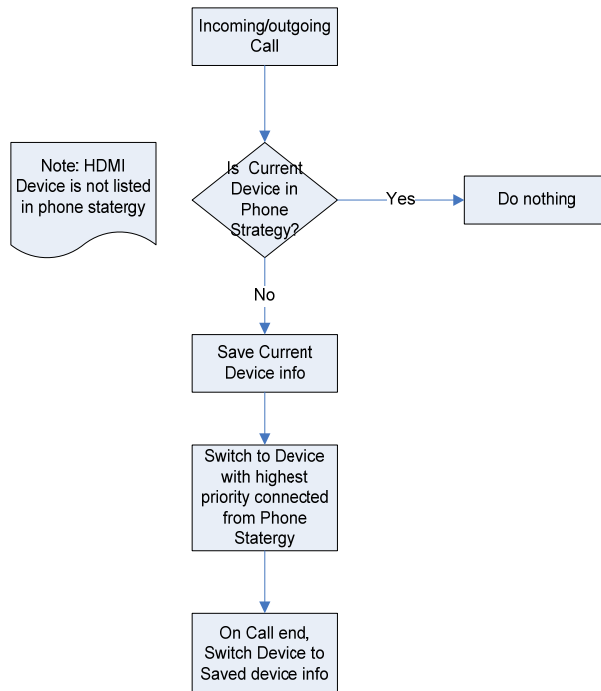 Incoming/outgoing
Call
Note: HDMI
Device is not listed
in phone statergy
Is Current
Device in
Phone
Strategy?
Yes
Do nothing
No
Save Current
Device info
Switch to Device
with highest
priority connected
from Phone
Statergy
On Call end,
Switch Device to
Saved device info